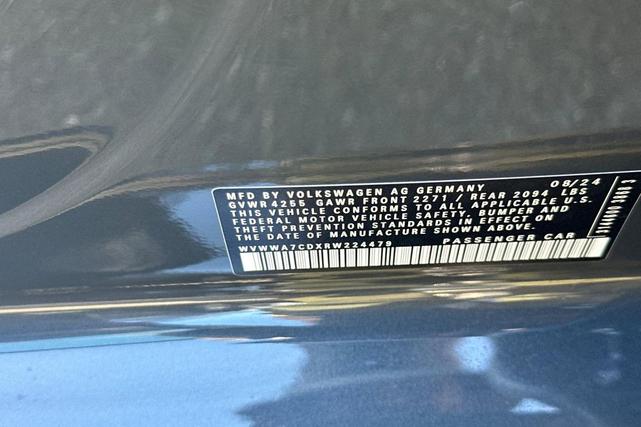 MFD BY VOLKSWAGEN AG GERMANY 08/24
GVWR 4255 GAWR FRONT 2271 / REAR 2094 LBS
THIS VEHICLE CONFORMS TO ALL APPLICABLE U.S.
FEDERAL MOTOR VEHICLE SAFETY, BUMPER AND
THEFT PREVENTION STANDARDS IN EFFECT ON
THE DATE OF MANUFACTURE SHOWN ABOVE.
WVWWA7CDXRW224479 PASSENGER CAR